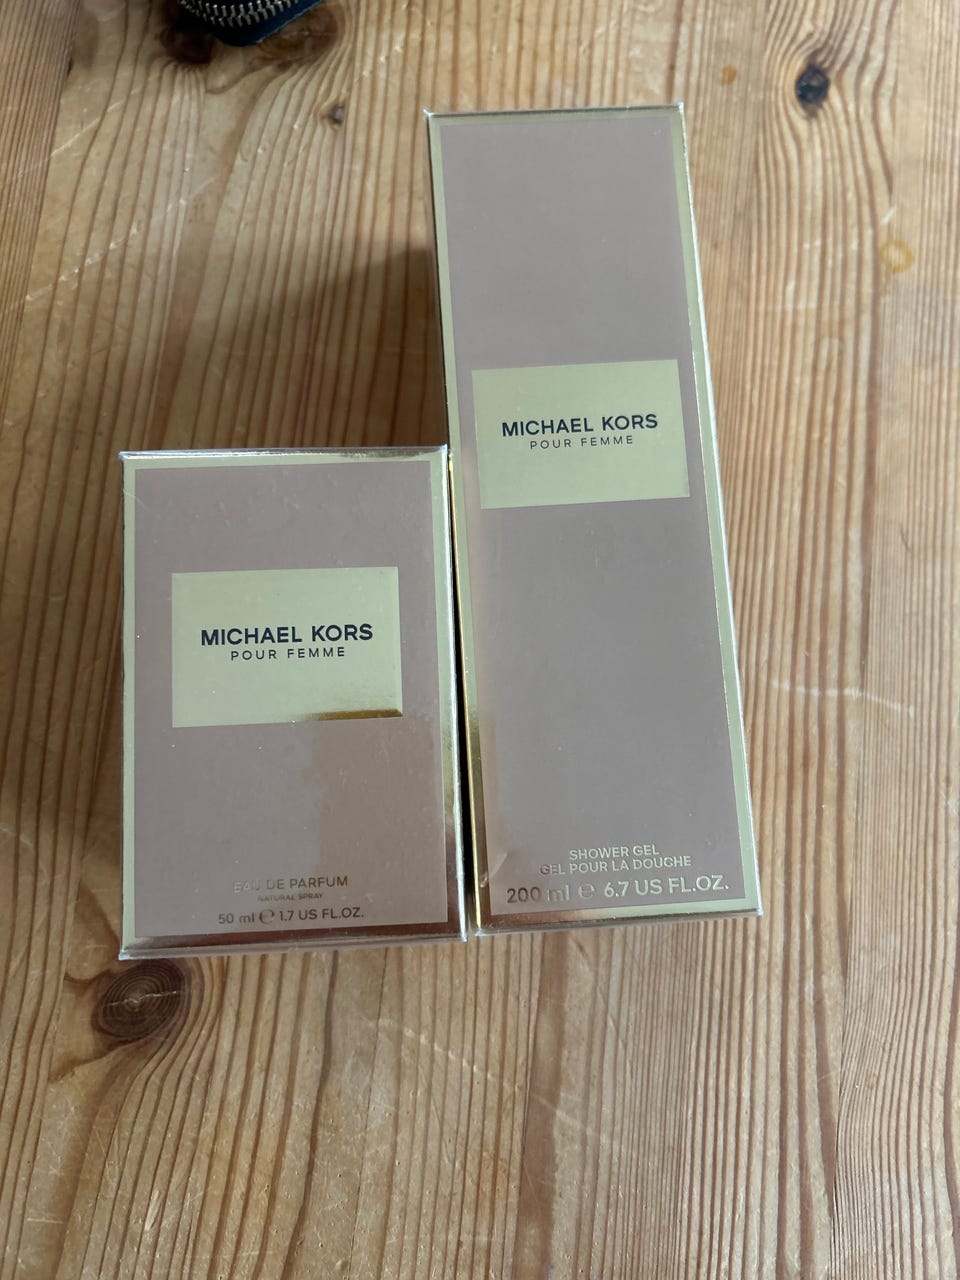 MICHAEL KORS
POUR FEMME
EAU DE PARFUM
NATURAL SPRAY
50 ml ℮ 1.7 US FL.OZ.
MICHAEL KORS
POUR FEMME
SHOWER GEL
GEL POUR LA DOUCHE
200 ml ℮ 6.7 US FL.OZ.